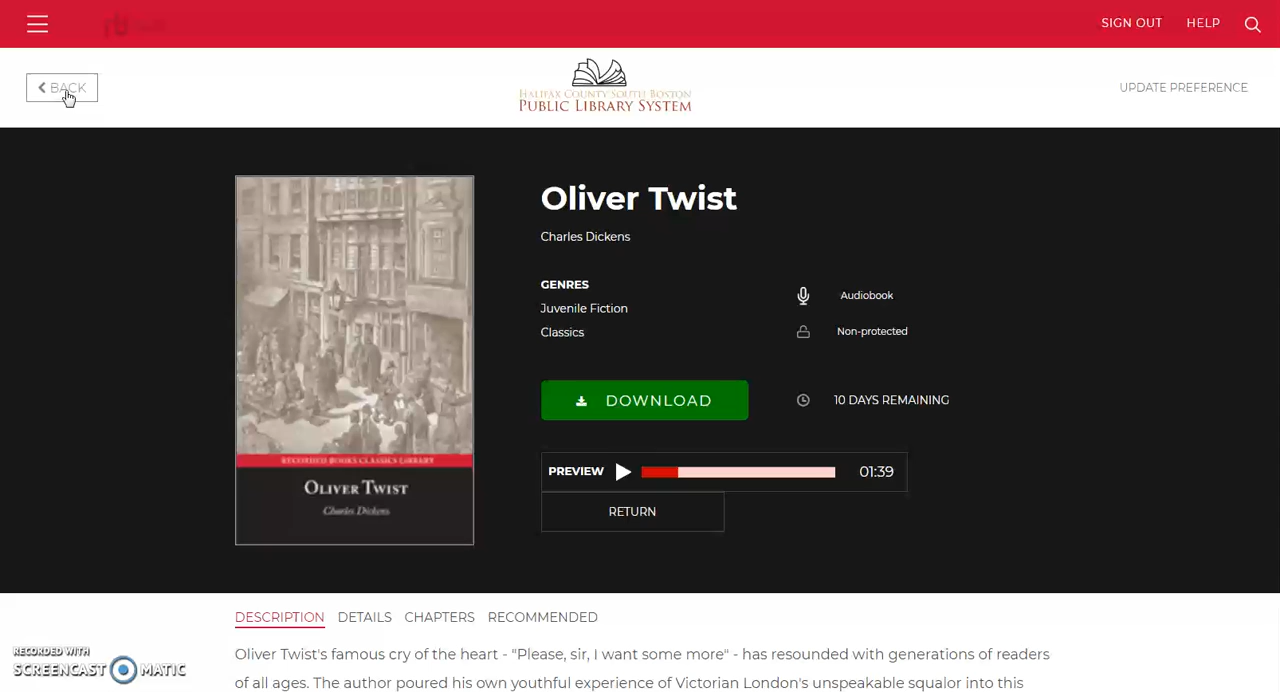 SIGN OUT
HELP
BACK
HALIFAX COUNTY SOUTH BOSTON
PUBLIC LIBRARY SYSTEM
UPDATE PREFERENCE
Oliver Twist
Charles Dickens
GENRES
Juvenile Fiction
Classics
Audiobook
Non-protected
DOWNLOAD
10 DAYS REMAINING
PREVIEW
01:39
RETURN
RECORDED BOOKS CLASSICS LIBRARY
OLIVER TWIST
Charles Dickens
DESCRIPTION
DETAILS
CHAPTERS
RECOMMENDED
Oliver Twist's famous cry of the heart - "Please, sir, I want some more" - has resounded with generations of readers
of all ages. The author poured his own youthful experience of Victorian London's unspeakable squalor into this
RECORDED WITH
SCREENCAST MATIC